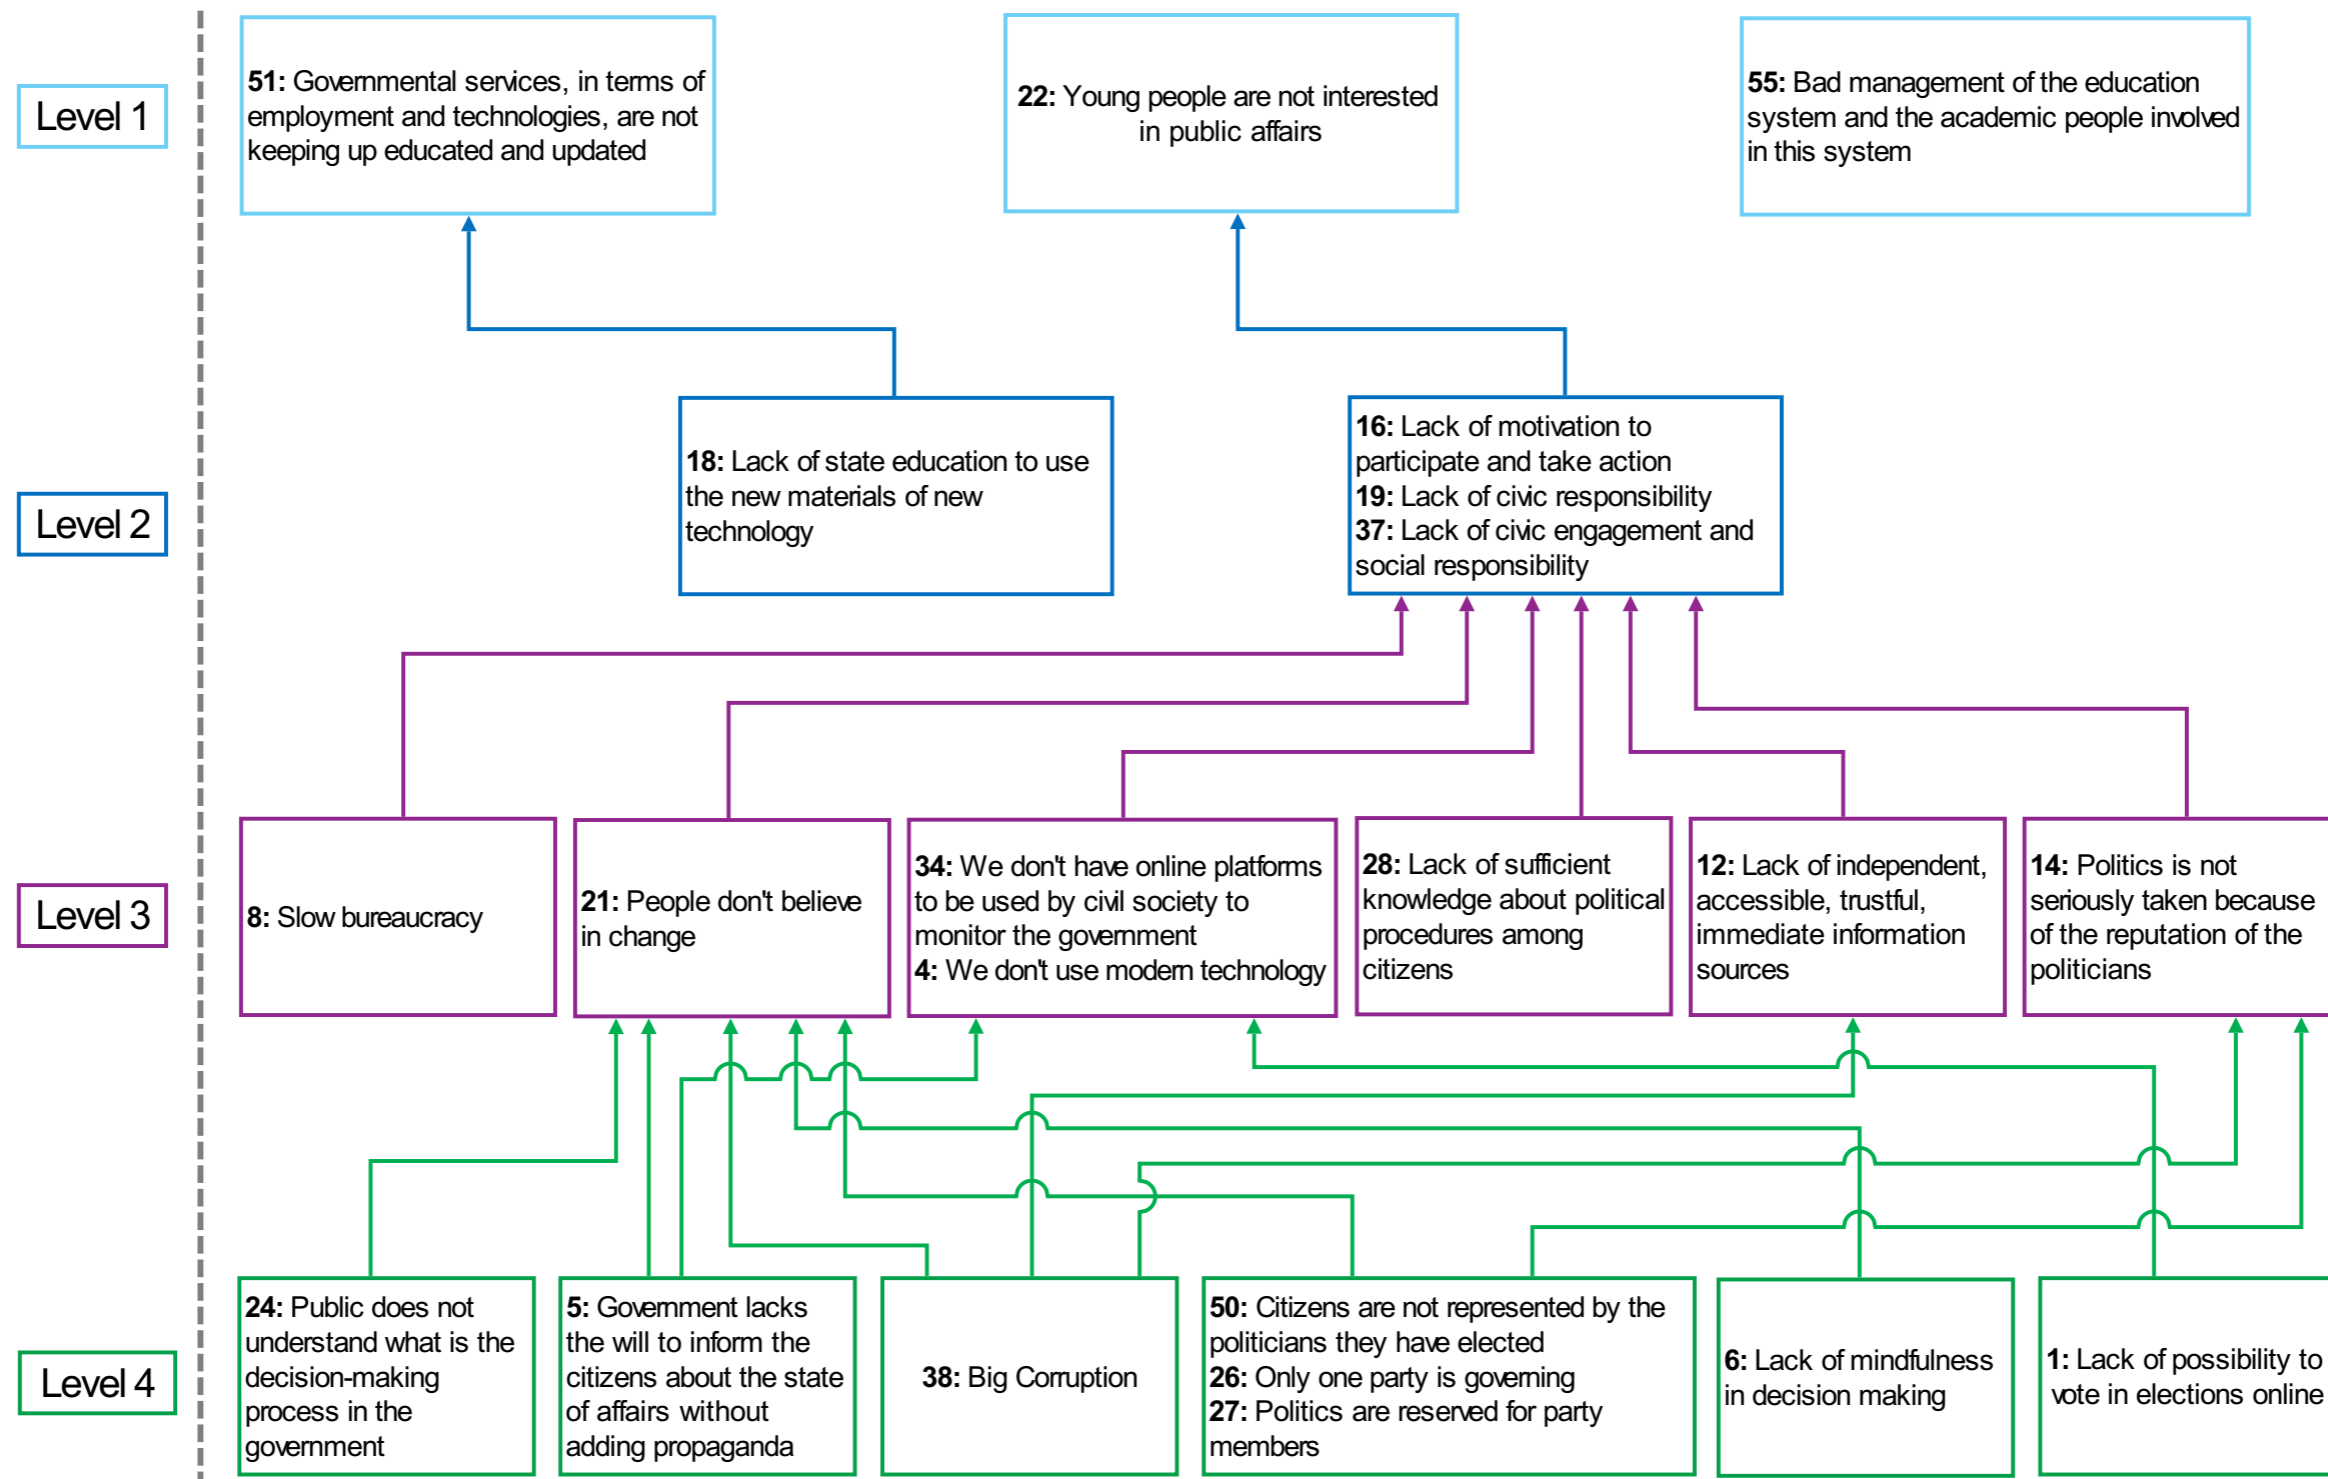 Level 1
51: Governmental services, in terms of
employment and technologies, are not
keeping up educated and updated
22: Young people are not interested
in public affairs
55: Bad management of the education
system and the academic people involved
in this system
Level 2
18: Lack of state education to use
the new materials of new
technology
16: Lack of motivation to
participate and take action
19: Lack of civic responsibility
37: Lack of civic engagement and
social responsibility
Level 3
8: Slow bureaucracy
21: People don't believe
in change
34: We don't have online platforms
to be used by civil society to
monitor the government
4: We don't use modern technology
28: Lack of sufficient
knowledge about political
procedures among
citizens
12: Lack of independent,
accessible, trustful,
immediate information
sources
14: Politics is not
seriously taken because
of the reputation of the
politicians
Level 4
24: Public does not
understand what is the
decision-making
process in the
government
5: Government lacks
the will to inform the
citizens about the state
of affairs without
adding propaganda
38: Big Corruption
50: Citizens are not represented by the
politicians they have elected
26: Only one party is governing
27: Politics are reserved for party
members
6: Lack of mindfulness
in decision making
1: Lack of possibility to
vote in elections online